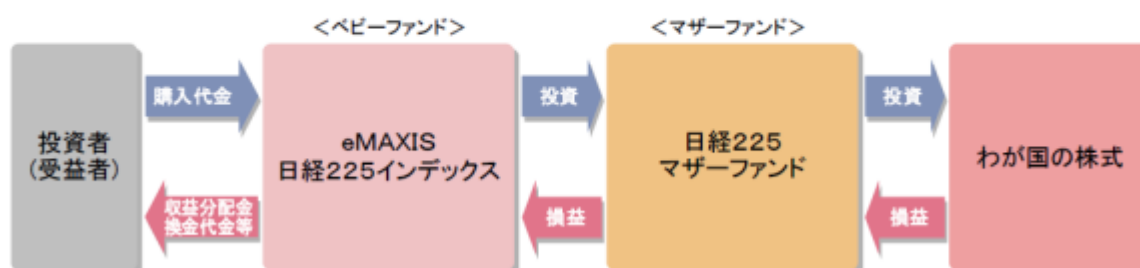 ＜ベビーファンド＞
＜マザーファンド＞
投資者
(受益者)
購入代金
収益分配金
換金代金等
eMAXIS
日経225インデックス
投資
損益
日経225
マザーファンド
投資
損益
わが国の株式